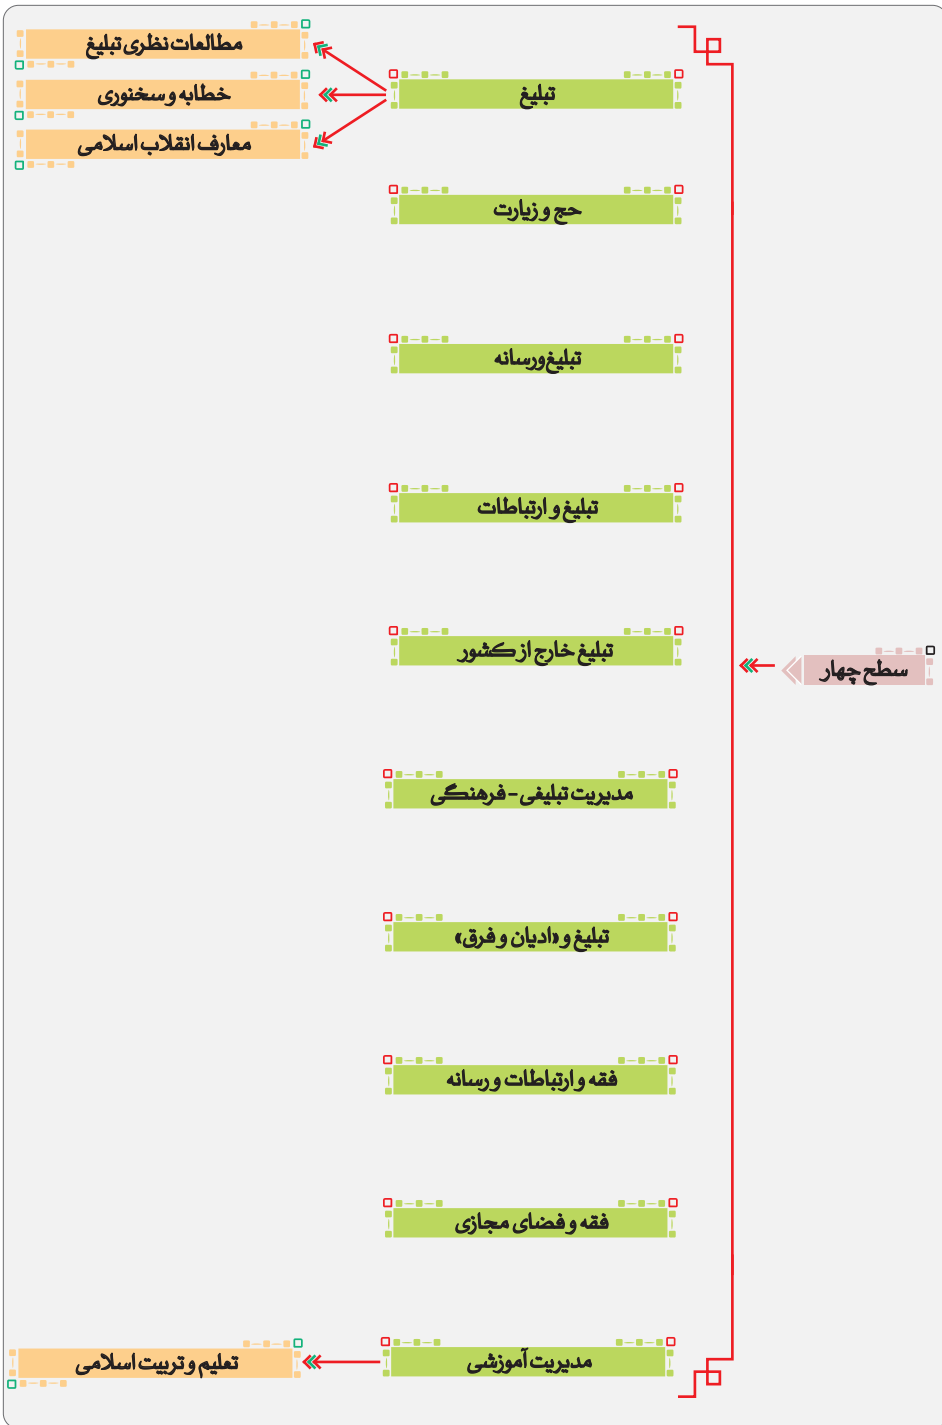 سطح چهار
تبلیغ
مطالعات نظری تبلیغ
خطابه و سخنوری
معارف انقلاب اسلامی
حج و زیارت
تبلیغ‌ورسانه
تبلیغ و ارتباطات
تبلیغ خارج از کشور
مدیریت تبلیغی - فرهنگی
تبلیغ و «ادیان و فرق»
فقه و ارتباطات و رسانه
فقه و فضای مجازی
مدیریت آموزشی
تعلیم و تربیت اسلامی